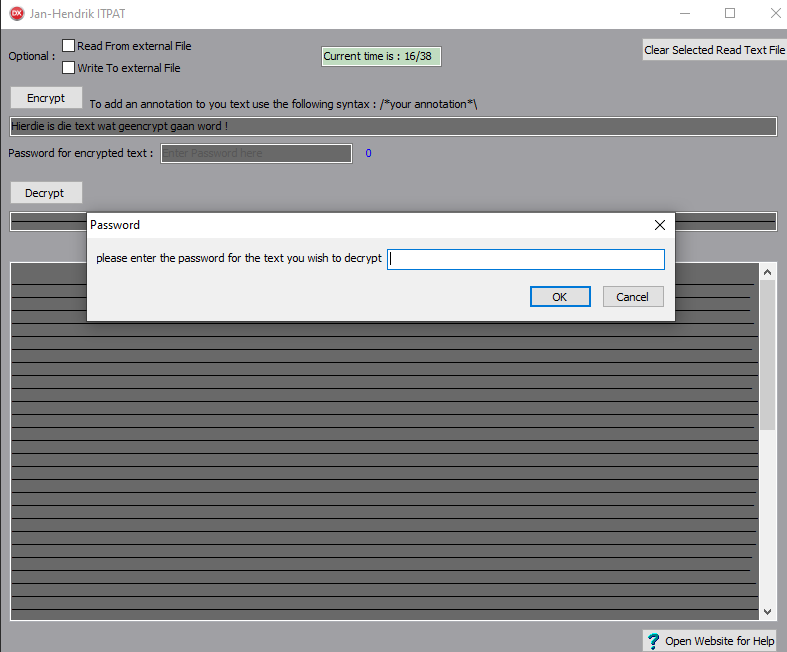 DX Jan-Hendrik ITPAT
Optional :
Read From external File
Write To external File
Current time is : 16/38
Clear Selected Read Text File
Encrypt
To add an annotation to you text use the following syntax : /*your annotation*\
Hierdie is die text wat geencrypt gaan word !
Password for encrypted text :
Enter Password here
0
Decrypt
Password
please enter the password for the text you wish to decrypt
OK
Cancel
? Open Website for Help